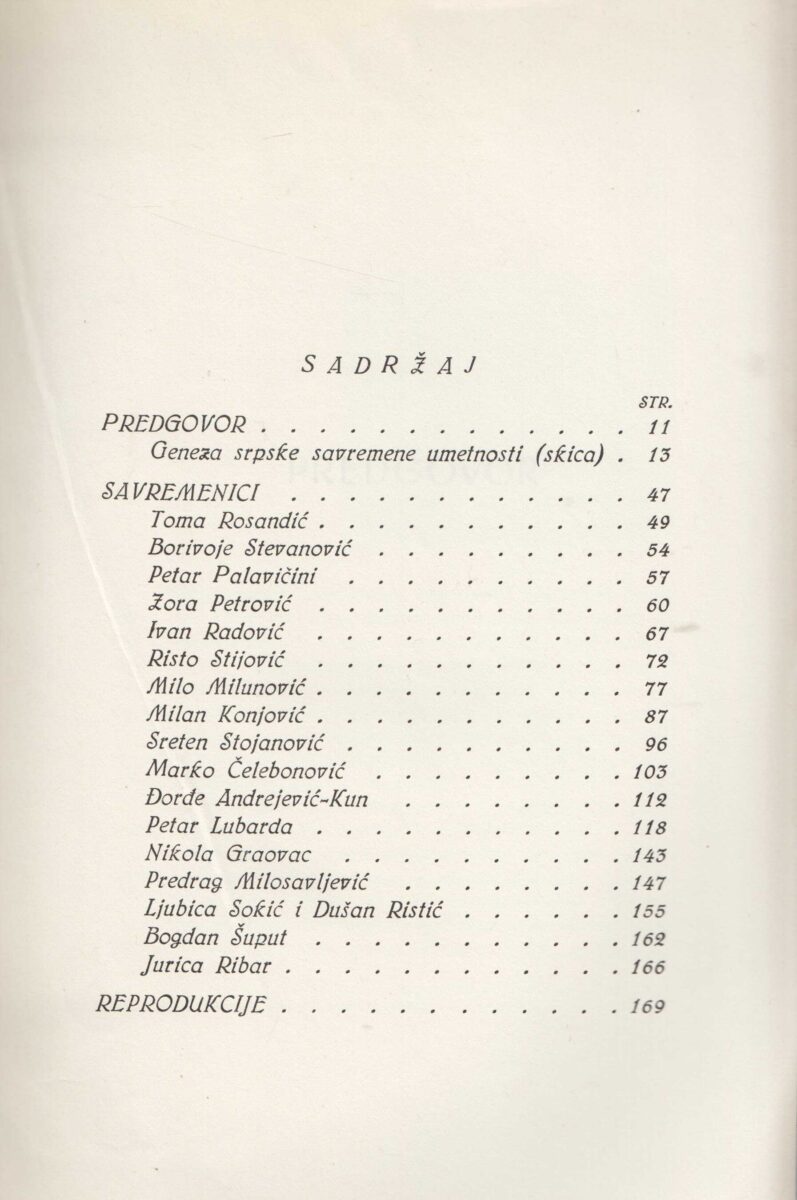 SADRŽAJ
STR.
PREDGOVOR . . . . . . . . . . . . . 11
Geneza srpske savremene umetnosti (skica) . 13
SAVREMENICI . . . . . . . . . . . . 47
Toma Rosandić . . . . . . . . . . . 49
Borivoje Stevanović . . . . . . . . . 54
Petar Palavičini . . . . . . . . . . 57
Zora Petrović . . . . . . . . . . . 60
Ivan Radović . . . . . . . . . . . 67
Risto Stijović . . . . . . . . . . . 72
Milo Milunović . . . . . . . . . . . 77
Milan Konjović . . . . . . . . . . . 87
Sreten Stojanović . . . . . . . . . . 96
Marko Čelebonović . . . . . . . . . 103
Đorđe Andrejević-Kun . . . . . . . . 112
Petar Lubarda . . . . . . . . . . . 118
Nikola Graovac . . . . . . . . . . 143
Predrag Milosavljević . . . . . . . . 147
Ljubica Sokić i Dušan Ristić . . . . . . 155
Bogdan Šuput . . . . . . . . . . . 162
Jurica Ribar . . . . . . . . . . . . 166
REPRODUKCIJE . . . . . . . . . . . . 169